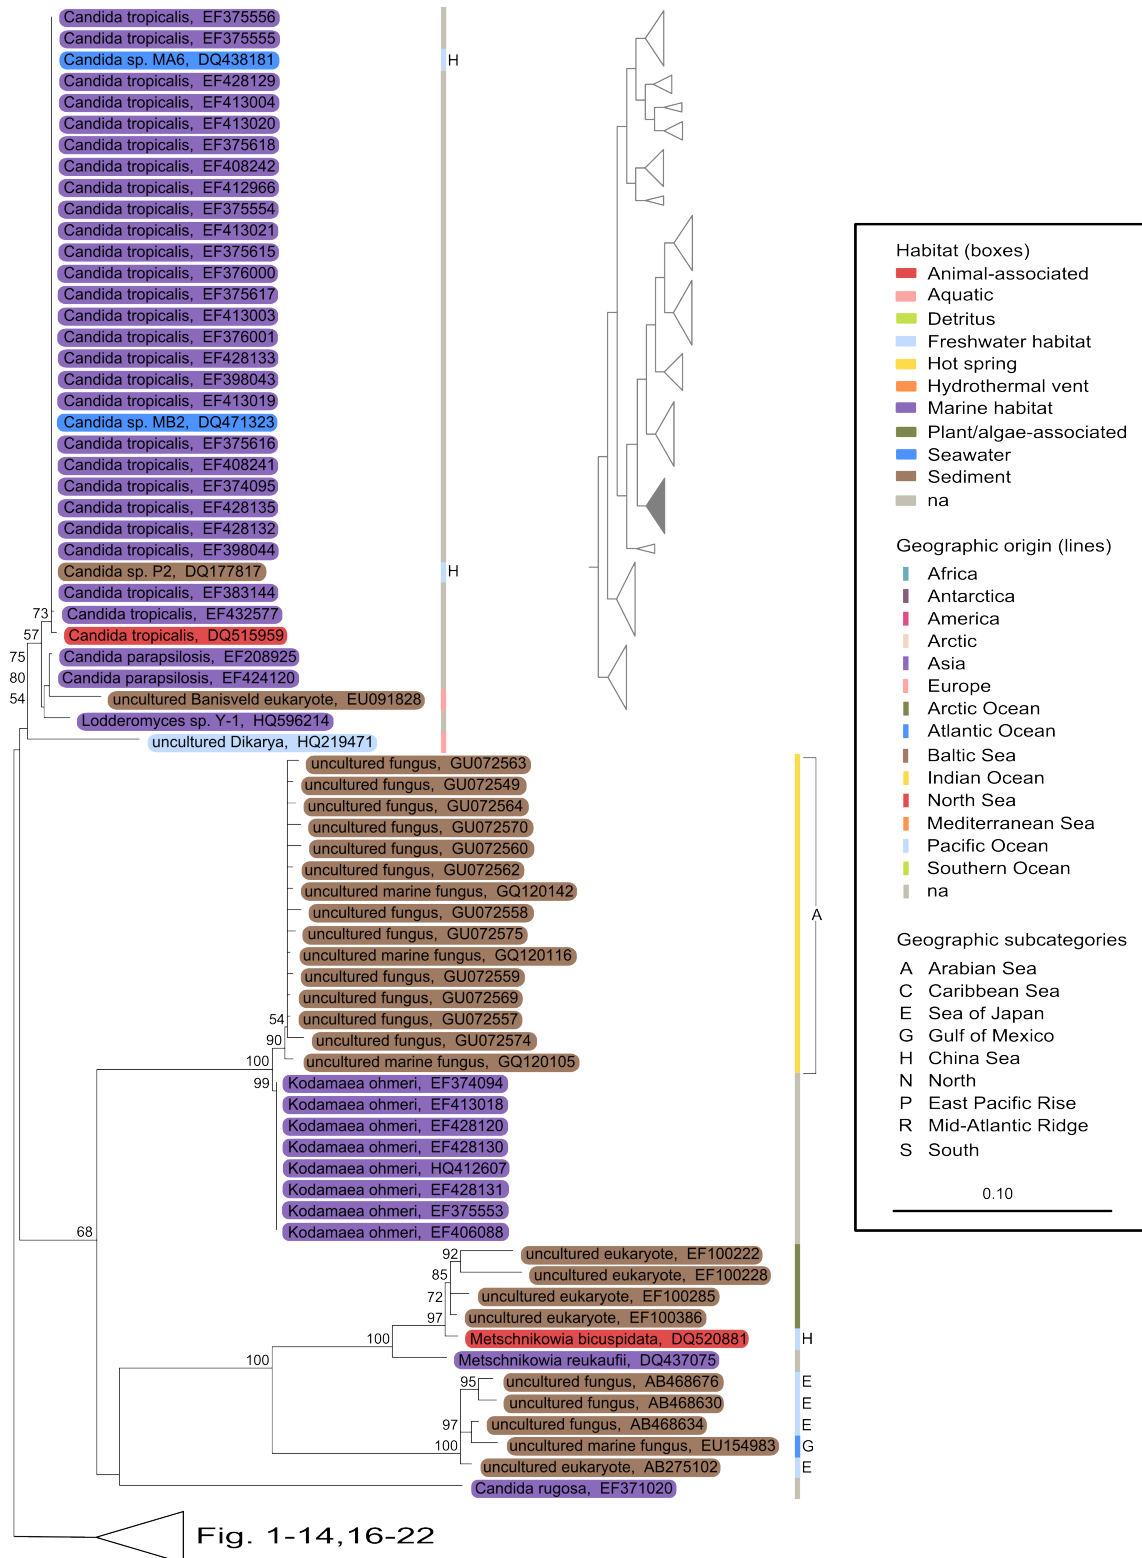 Candida tropicalis, EF375556
Candida tropicalis, EF375555
Candida sp. MA6, DQ438181 H
Candida tropicalis, EF428129
Candida tropicalis, EF413004
Candida tropicalis, EF413020
Candida tropicalis, EF375618
Candida tropicalis, EF408242
Candida tropicalis, EF412966
Candida tropicalis, EF375554
Candida tropicalis, EF413021
Candida tropicalis, EF375615
Candida tropicalis, EF376000
Candida tropicalis, EF375617
Candida tropicalis, EF413003
Candida tropicalis, EF376001
Candida tropicalis, EF428133
Candida tropicalis, EF398043
Candida tropicalis, EF413019
Candida sp. MB2, DQ471323
Candida tropicalis, EF375616
Candida tropicalis, EF408241
Candida tropicalis, EF374095
Candida tropicalis, EF428135
Candida tropicalis, EF428132
Candida tropicalis, EF398044
Candida sp. P2, DQ177817 H
Candida tropicalis, EF383144
73 Candida tropicalis, EF432577
57 Candida tropicalis, DQ515959
75 Candida parapsilosis, EF208925
80 Candida parapsilosis, EF424120
54 uncultured Banisveld eukaryote, EU091828
Lodderomyces sp. Y-1, HQ596214
uncultured Dikarya, HQ219471
uncultured fungus, GU072563
uncultured fungus, GU072549
uncultured fungus, GU072564
uncultured fungus, GU072570
uncultured fungus, GU072560
uncultured fungus, GU072562
uncultured marine fungus, GQ120142
uncultured fungus, GU072558 A
uncultured fungus, GU072575
uncultured marine fungus, GQ120116
uncultured fungus, GU072559
uncultured fungus, GU072569
54 uncultured fungus, GU072557
90 uncultured fungus, GU072574
100 uncultured marine fungus, GQ120105
99 Kodamaea ohmeri, EF374094
Kodamaea ohmeri, EF413018
Kodamaea ohmeri, EF428120
Kodamaea ohmeri, EF428130
Kodamaea ohmeri, HQ412607
Kodamaea ohmeri, EF428131
Kodamaea ohmeri, EF375553
68 Kodamaea ohmeri, EF406088
92 uncultured eukaryote, EF100222
85 uncultured eukaryote, EF100228
72 uncultured eukaryote, EF100285
97 uncultured eukaryote, EF100386
100 Metschnikowia bicuspidata, DQ520881 H
100 Metschnikowia reukaufii, DQ437075
95 uncultured fungus, AB468676 E
uncultured fungus, AB468630 E
97 uncultured fungus, AB468634 E
100 uncultured marine fungus, EU154983 G
uncultured eukaryote, AB275102 E
Candida rugosa, EF371020
Fig. 1-14,16-22
Habitat (boxes)
Animal-associated
Aquatic
Detritus
Freshwater habitat
Hot spring
Hydrothermal vent
Marine habitat
Plant/algae-associated
Seawater
Sediment
na
Geographic origin (lines)
Africa
Antarctica
America
Arctic
Asia
Europe
Arctic Ocean
Atlantic Ocean
Baltic Sea
Indian Ocean
North Sea
Mediterranean Sea
Pacific Ocean
Southern Ocean
na
Geographic subcategories
A Arabian Sea
C Caribbean Sea
E Sea of Japan
G Gulf of Mexico
H China Sea
N North
P East Pacific Rise
R Mid-Atlantic Ridge
S South
0.10